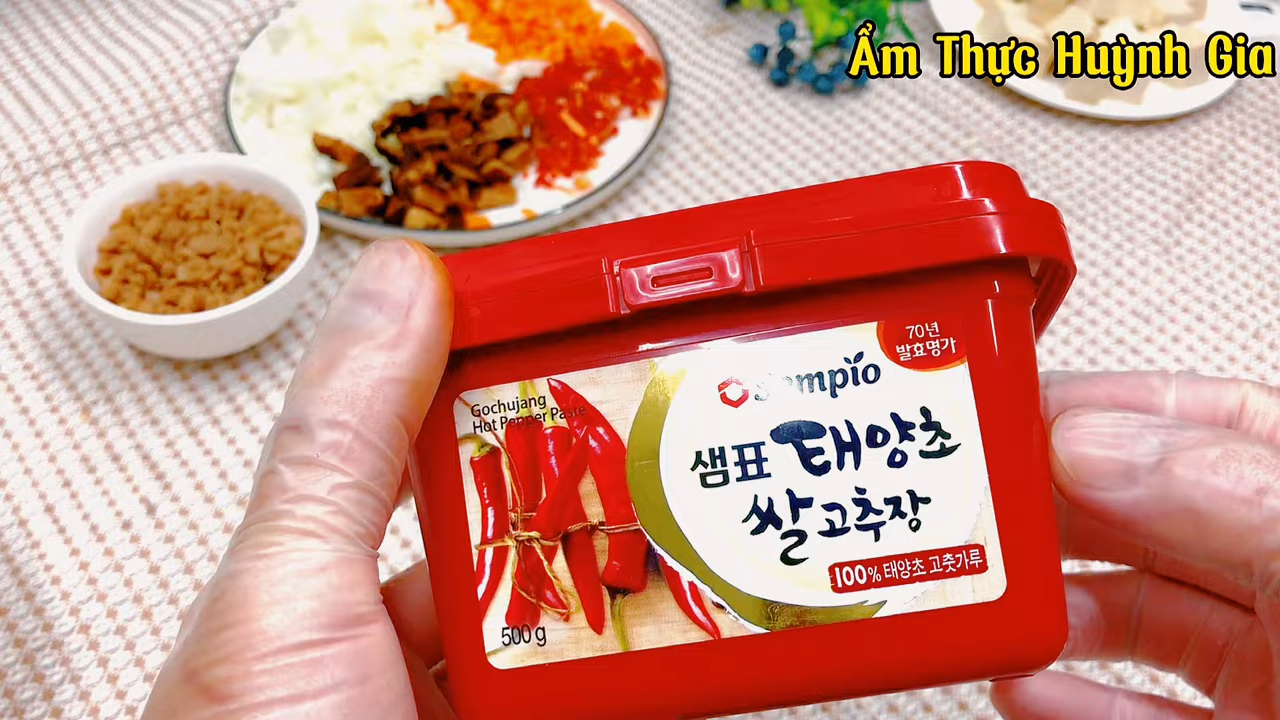 Ẩm Thực Huỳnh Gia
70년
발효명가
sempio
Gochujang
Hot Pepper Paste
샘표 태양초
쌀고추장
100% 태양초 고춧가루
500 g